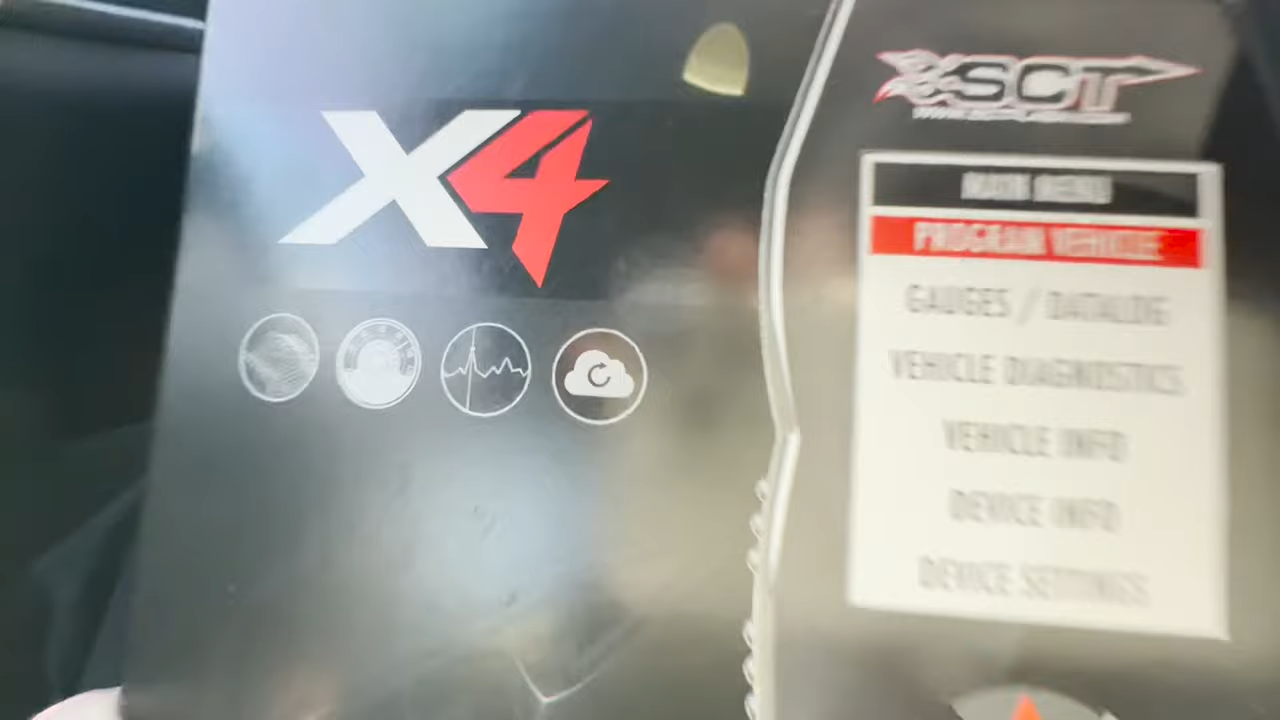 X4
SCT
MAIN MENU
PROGRAM VEHICLE
GAUGES / DATALOG
VEHICLE DIAGNOSTICS
VEHICLE INFO
DEVICE INFO
DEVICE SETTINGS